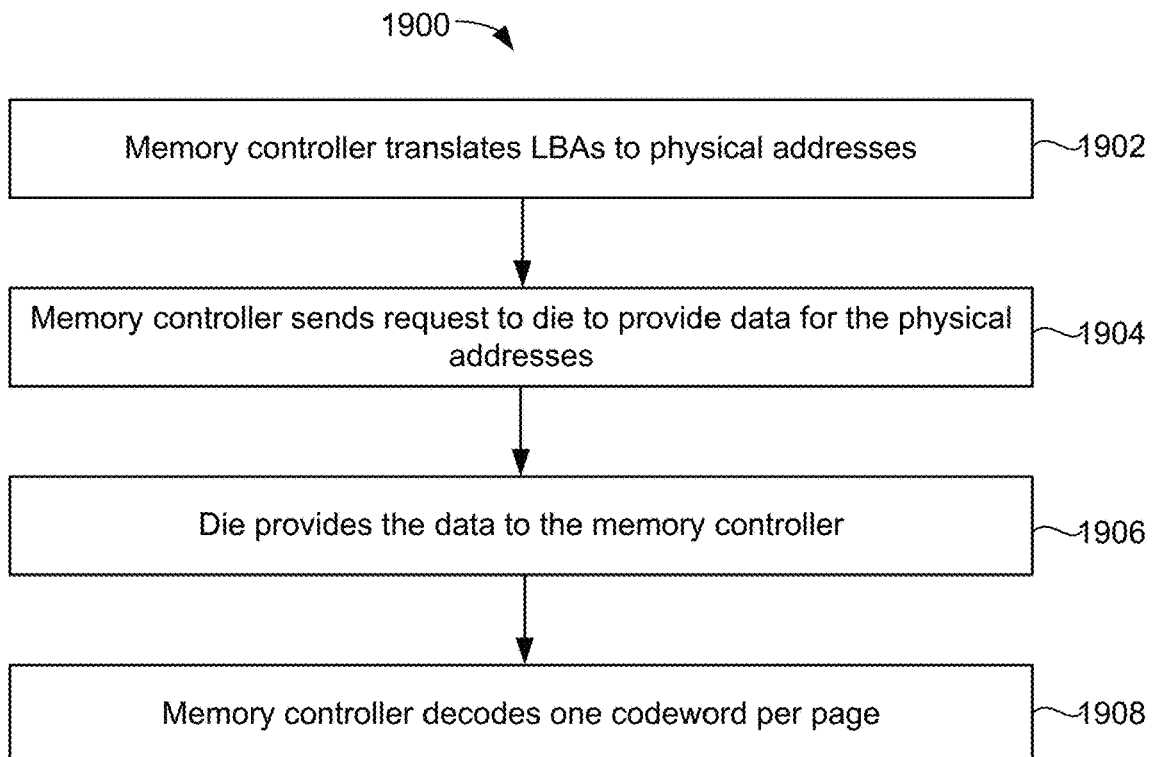 1900
Memory controller translates LBAs to physical addresses
1902
Memory controller sends request to die to provide data for the physical
addresses
1904
Die provides the data to the memory controller
1906
Memory controller decodes one codeword per page
1908